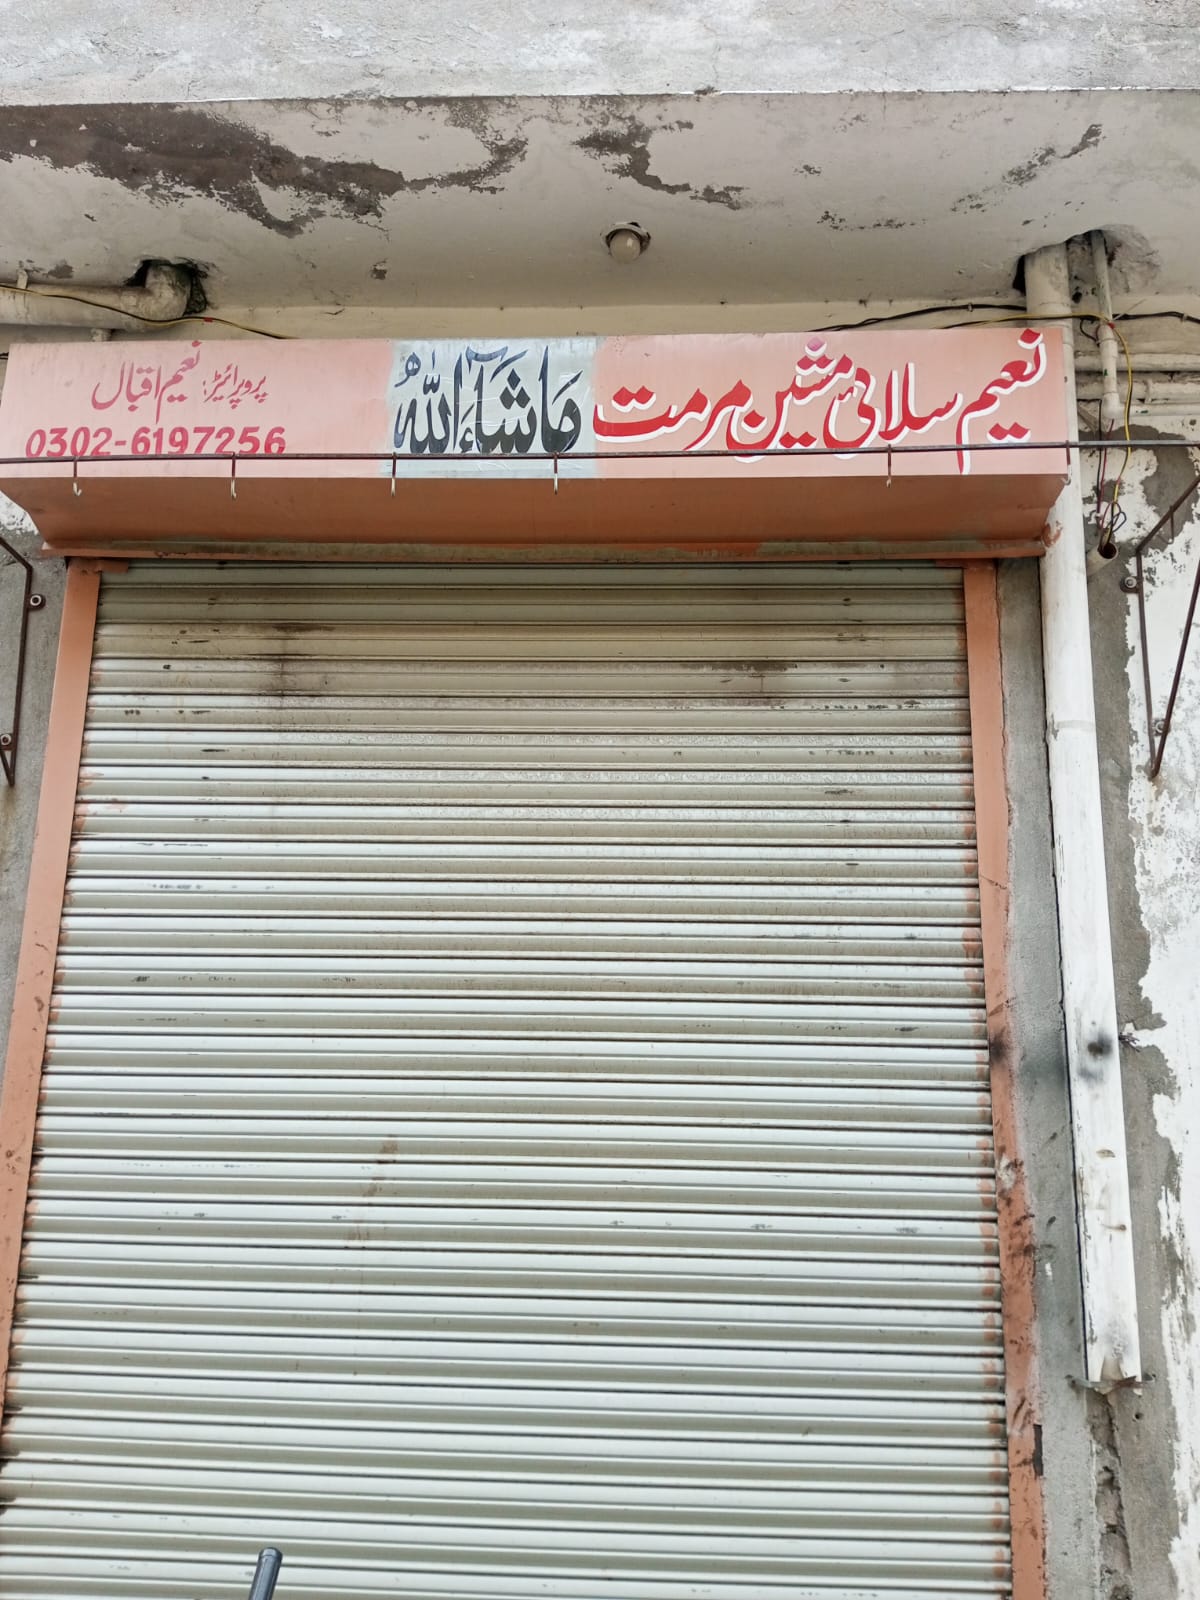 نعیم سلائی مشین مرمت
ماشاءاللہ
پروپرائیٹر: نعیم اقبال
0302-6197256